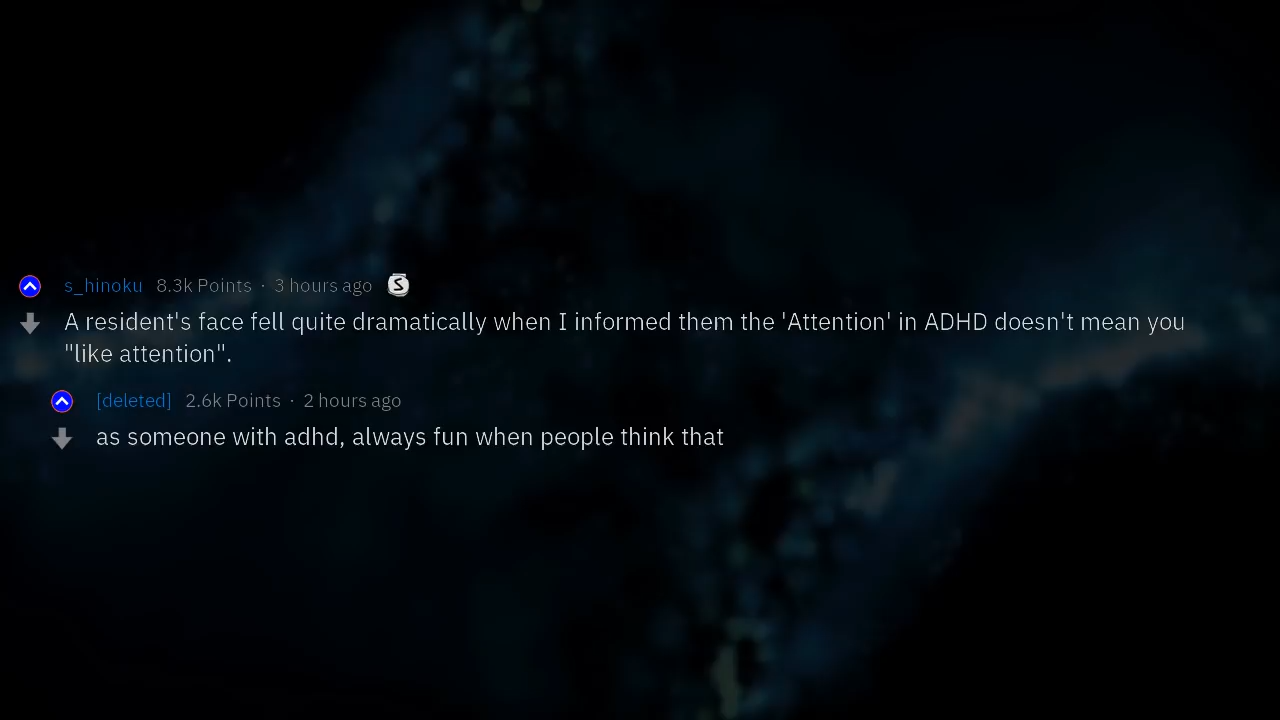 s_hinoku 8.3k Points · 3 hours ago
A resident's face fell quite dramatically when I informed them the 'Attention' in ADHD doesn't mean you
"like attention".
[deleted] 2.6k Points · 2 hours ago
as someone with adhd, always fun when people think that